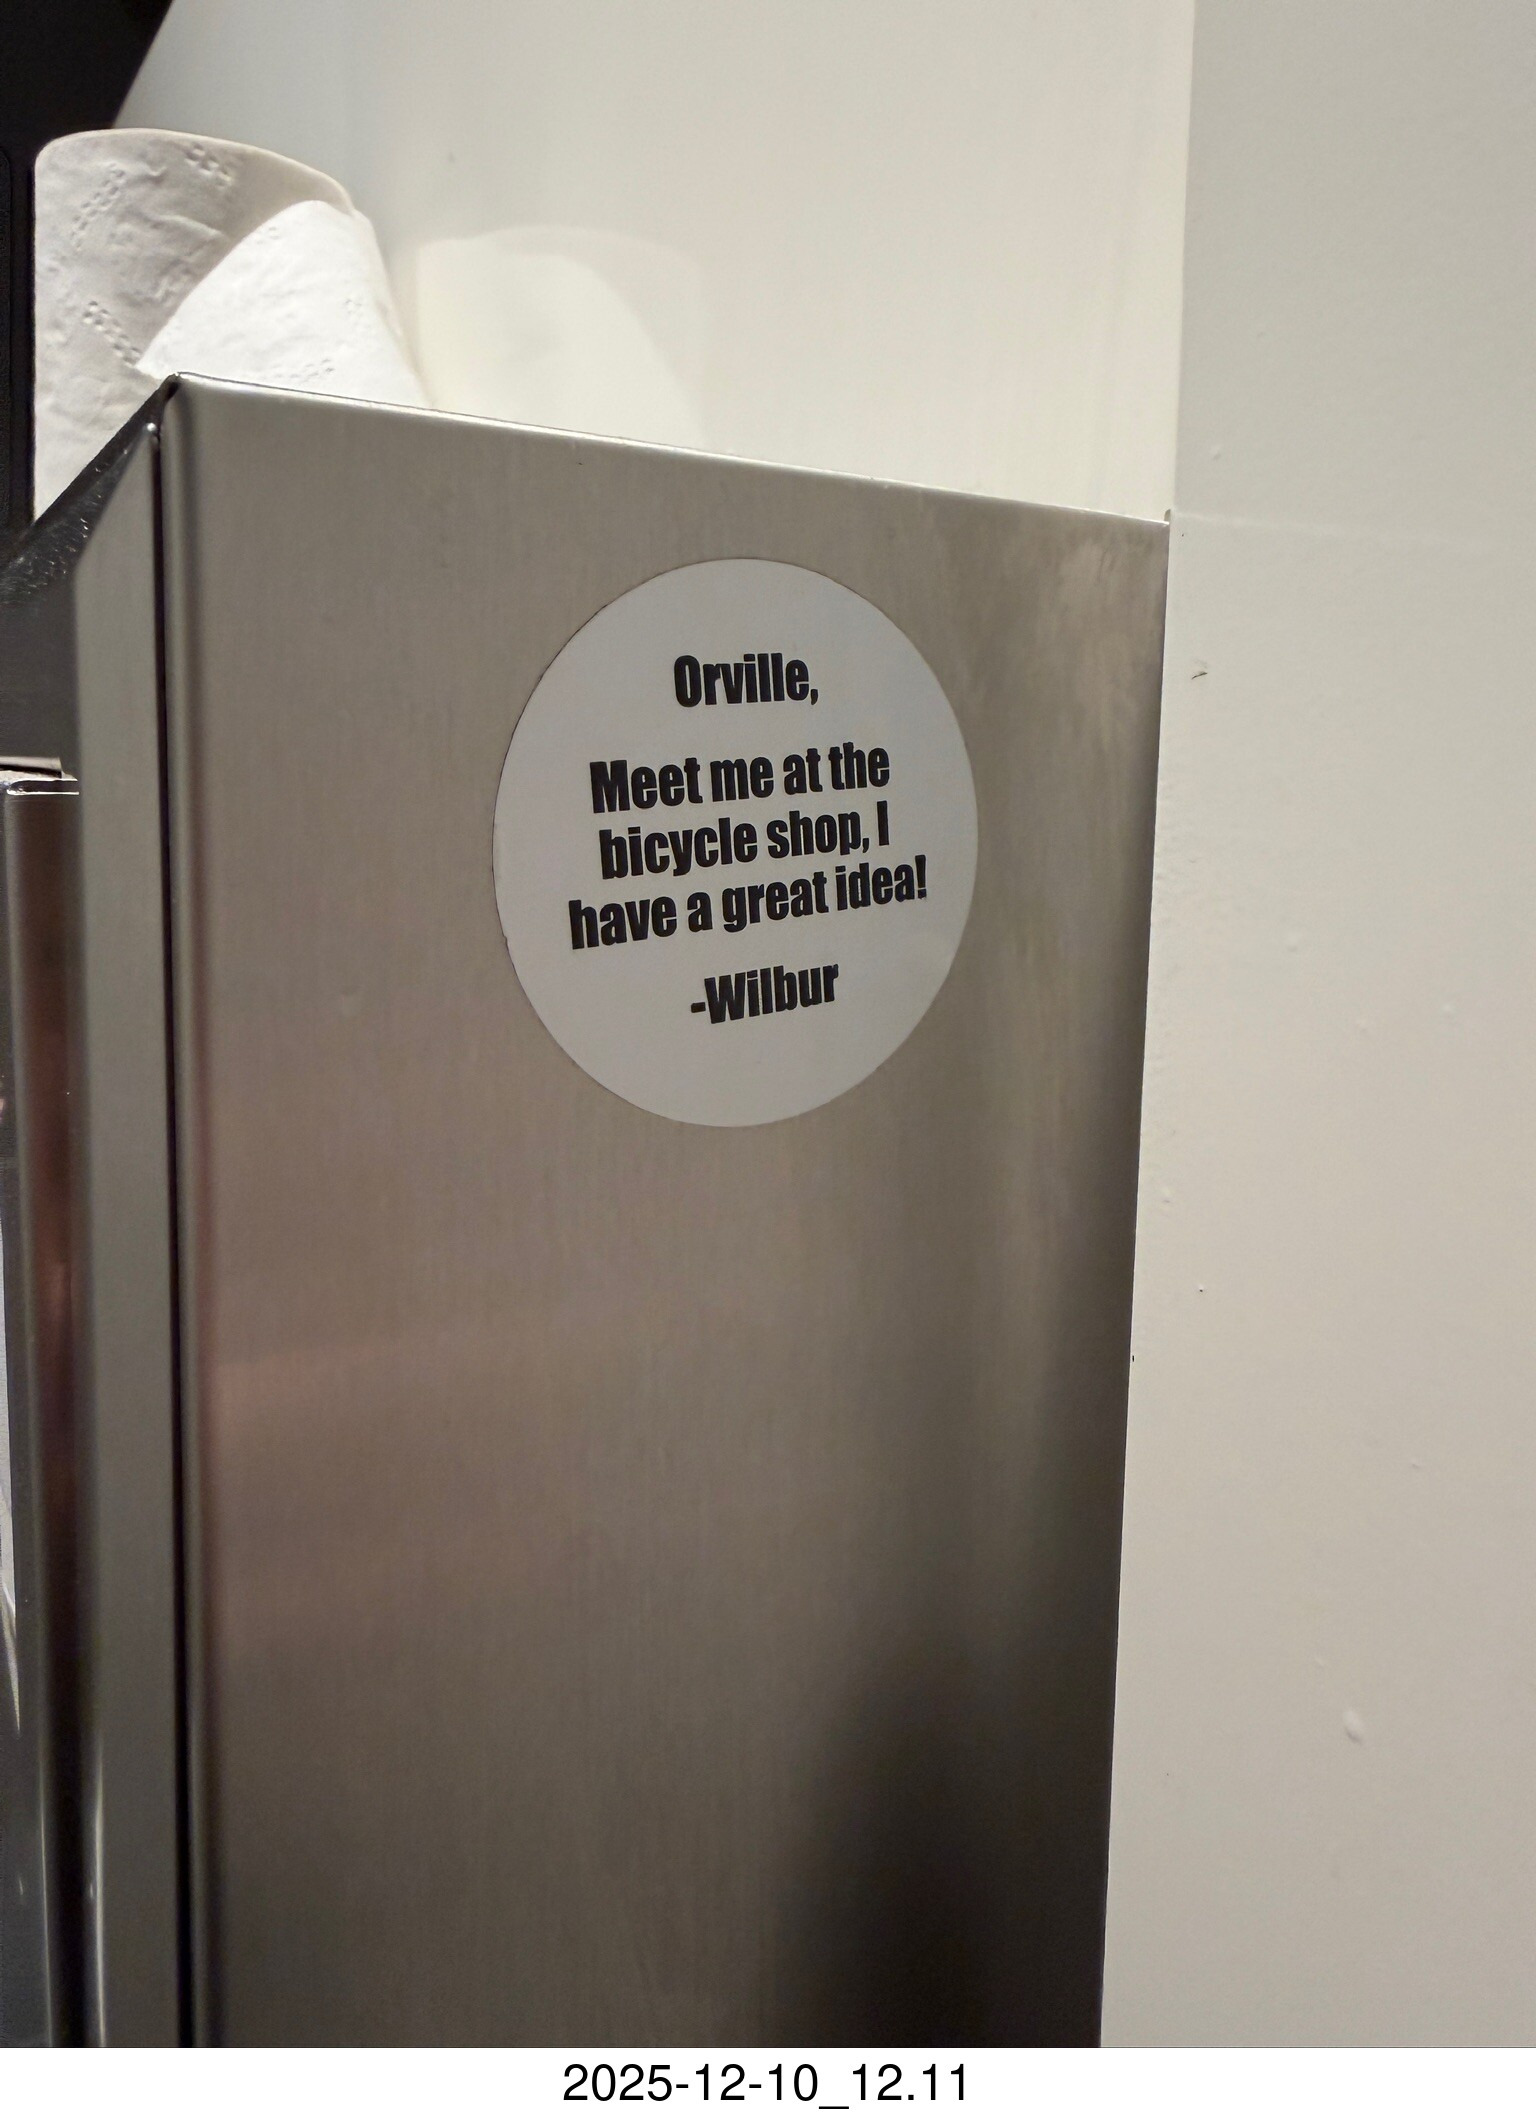 Orville,
Meet me at the
bicycle shop, I
have a great idea!
-Wilbur
2025-12-10_12.11